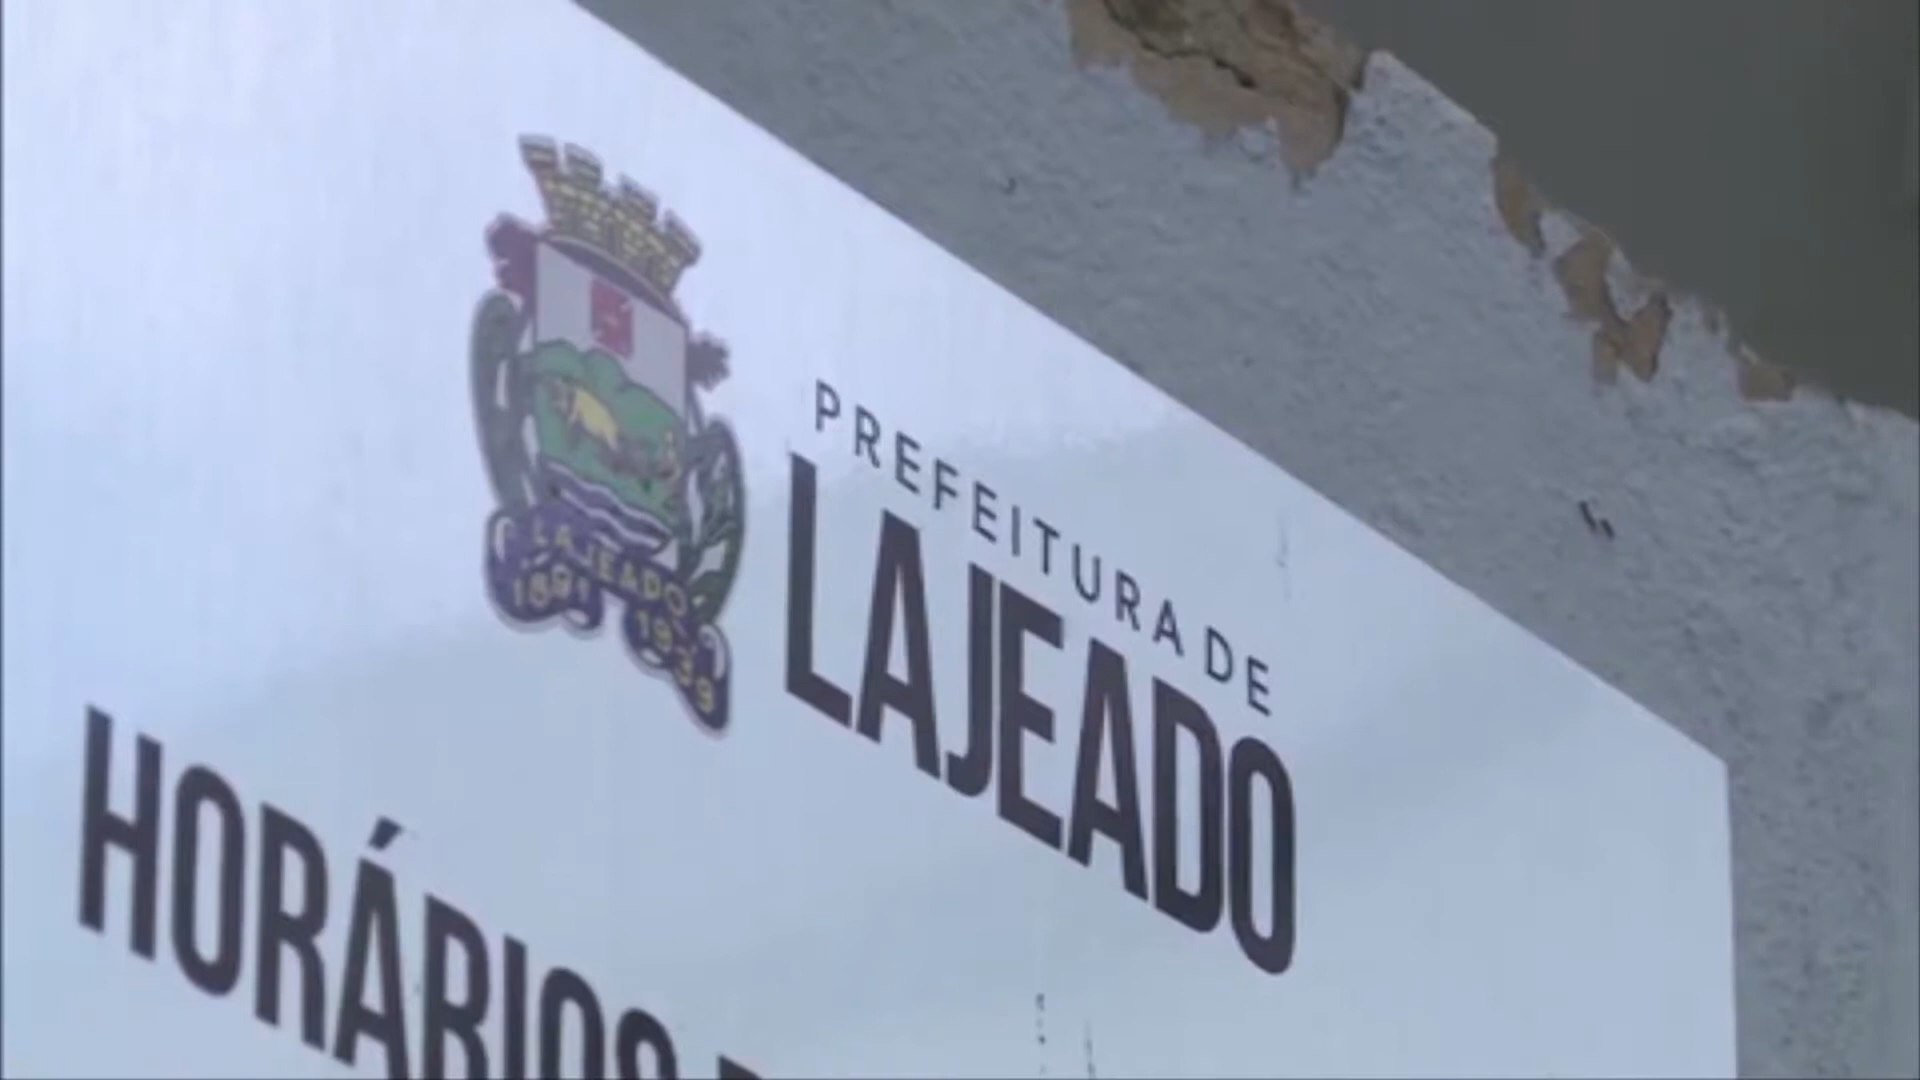 PREFEITURA DE
LAJEADO
LAJEADO
1891 1939
HORÁRIOS